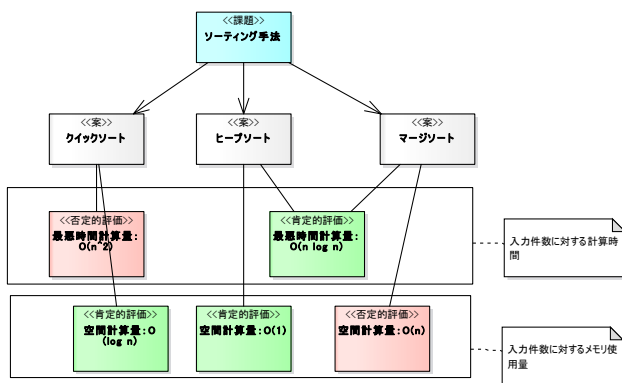 <<課題>>
ソーティング手法
<<案>>
クイックソート
<<案>>
ヒープソート
<<案>>
マージソート
<<否定的評価>>
最悪時間計算量:
O(n^2)
<<肯定的評価>>
最悪時間計算量:
O(n log n)
入力件数に対する計算時
間
<<肯定的評価>>
空間計算量:O
(log n)
<<肯定的評価>>
空間計算量:O(1)
<<否定的評価>>
空間計算量:O(n)
入力件数に対するメモリ使
用量